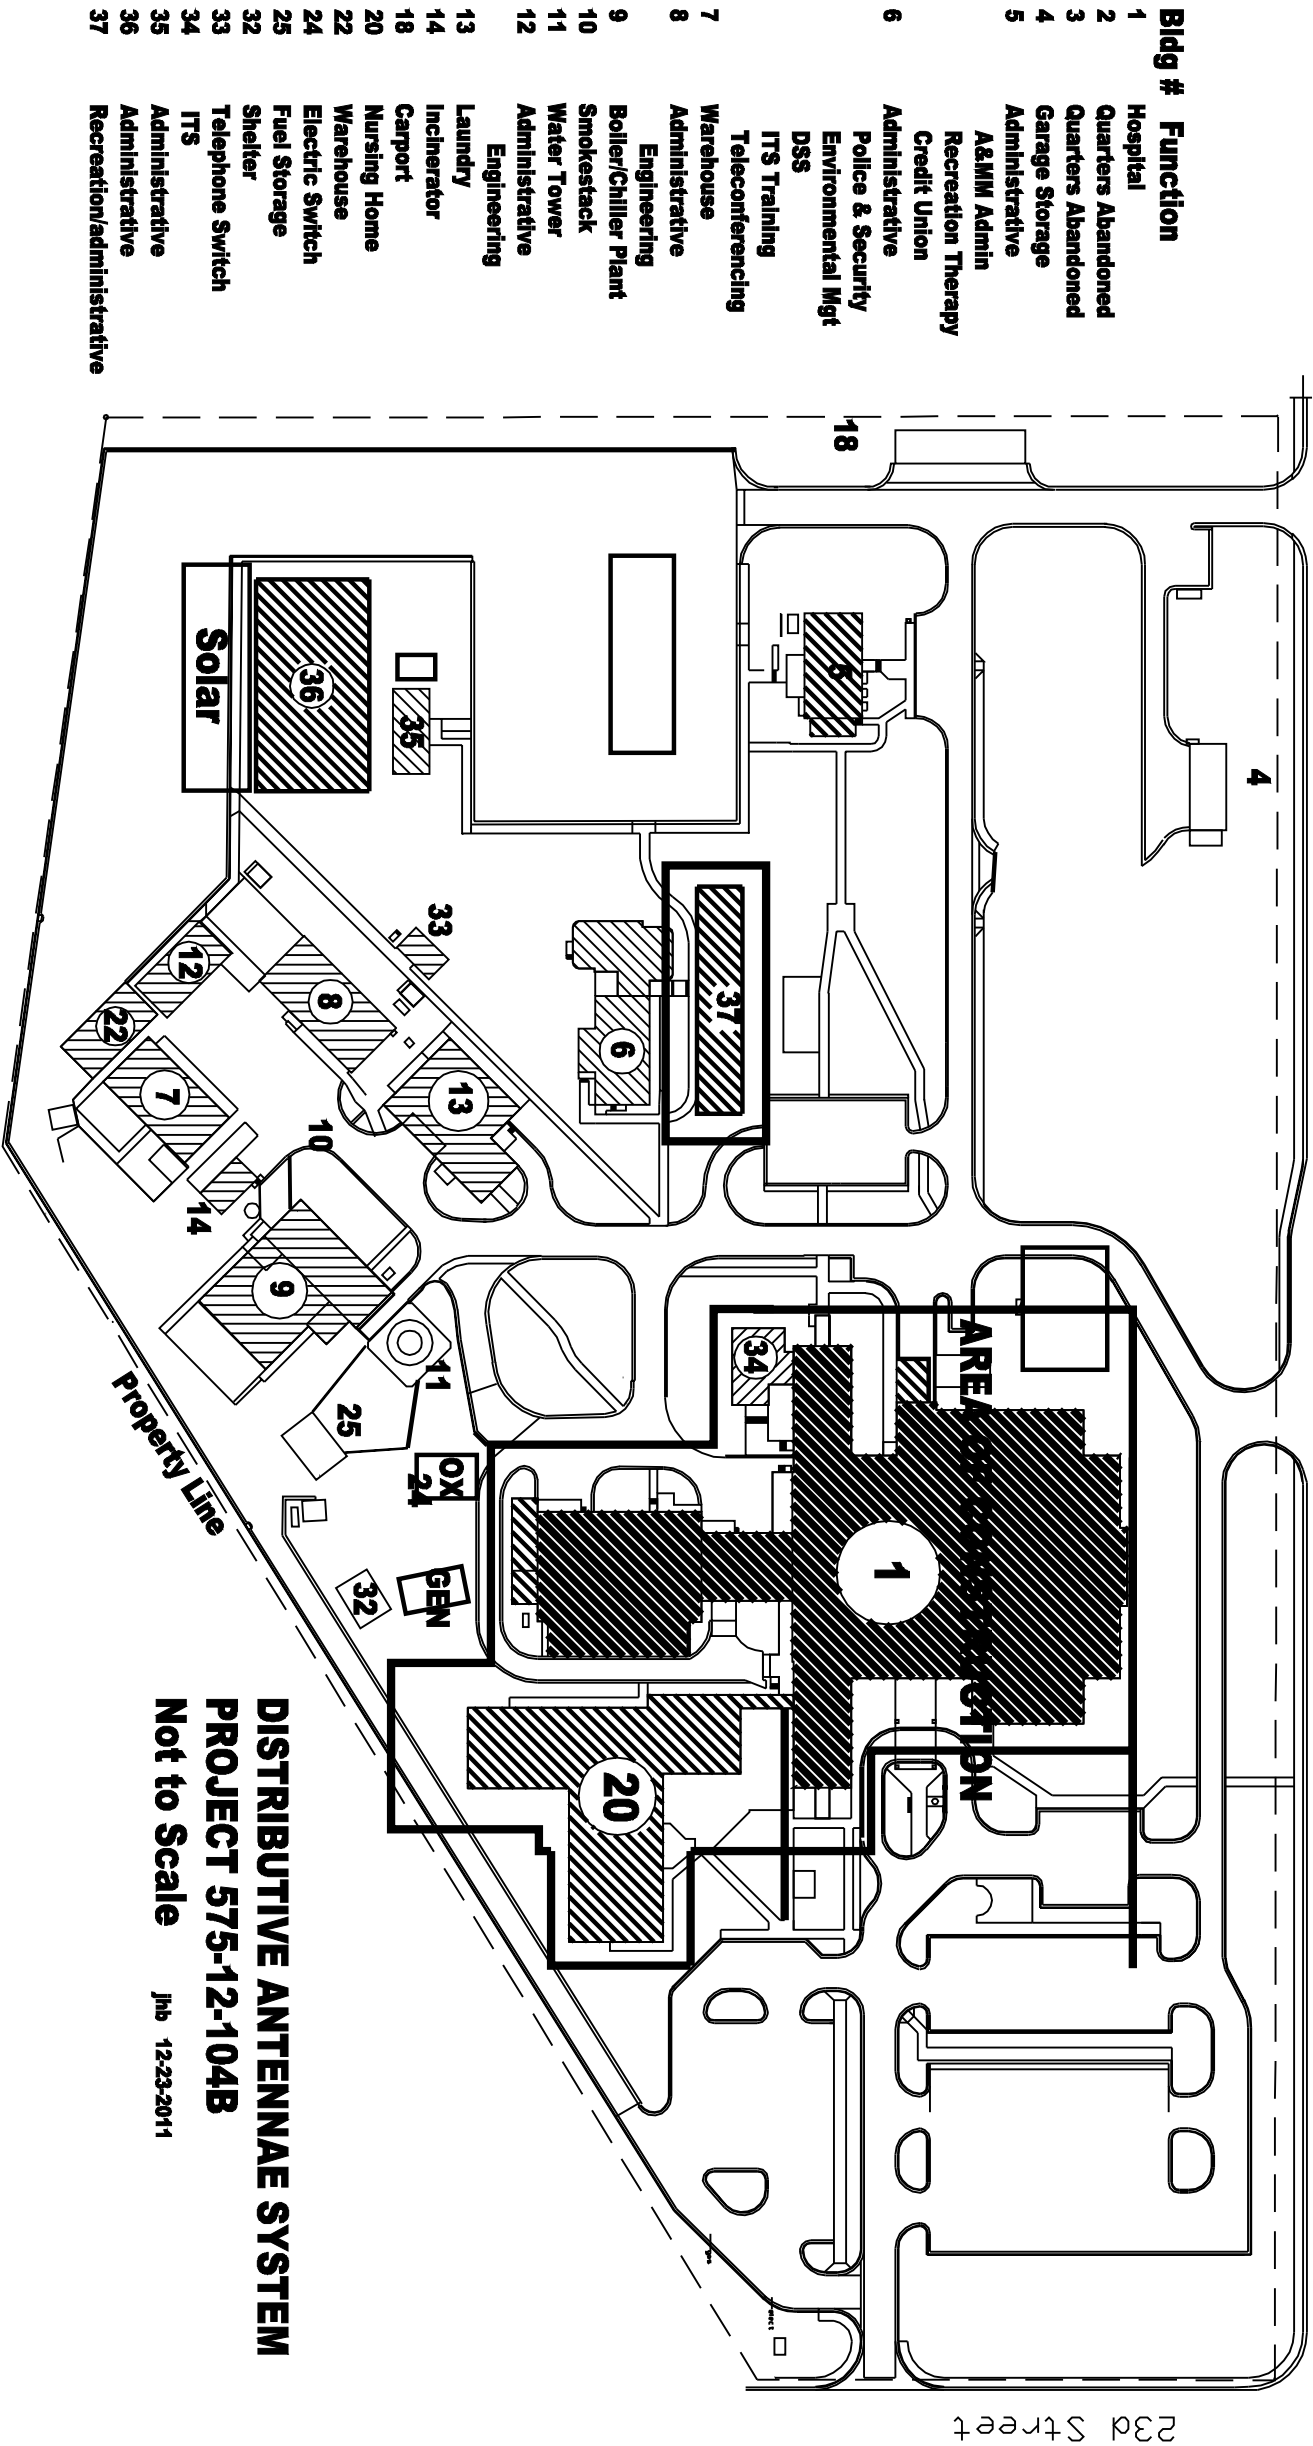 Bldg # Function
1 Hospital
2 Quarters Abandoned
3 Quarters Abandoned
4 Garage Storage
5 Administrative
A&MM Admin
Recreation Therapy
Credit Union
6 Administrative
Police & Security
Environmental Mgt
DSS
ITS Training
Teleconferencing
7 Warehouse
8 Administrative
Engineering
9 Boiler/Chiller Plant
10 Smokestack
11 Water Tower
12 Administrative
Engineering
13 Laundry
14 Incinerator
18 Carport
20 Nursing Home
22 Warehouse
24 Electric Switch
25 Fuel Storage
32 Shelter
33 Telephone Switch
34 ITS
35 Administrative
36 Administrative
37 Recreation/administrative
18
4
5
Solar
36
35
37
33
6
12
8
22
7
13
10
14
9
11
34
25
OX
24
GEN
32
AREA OF CONSTRUCTION
1
20
Property Line
DISTRIBUTIVE ANTENNAE SYSTEM
PROJECT 575-12-104B
Not to Scale
jhb 12-23-2011
23d Street